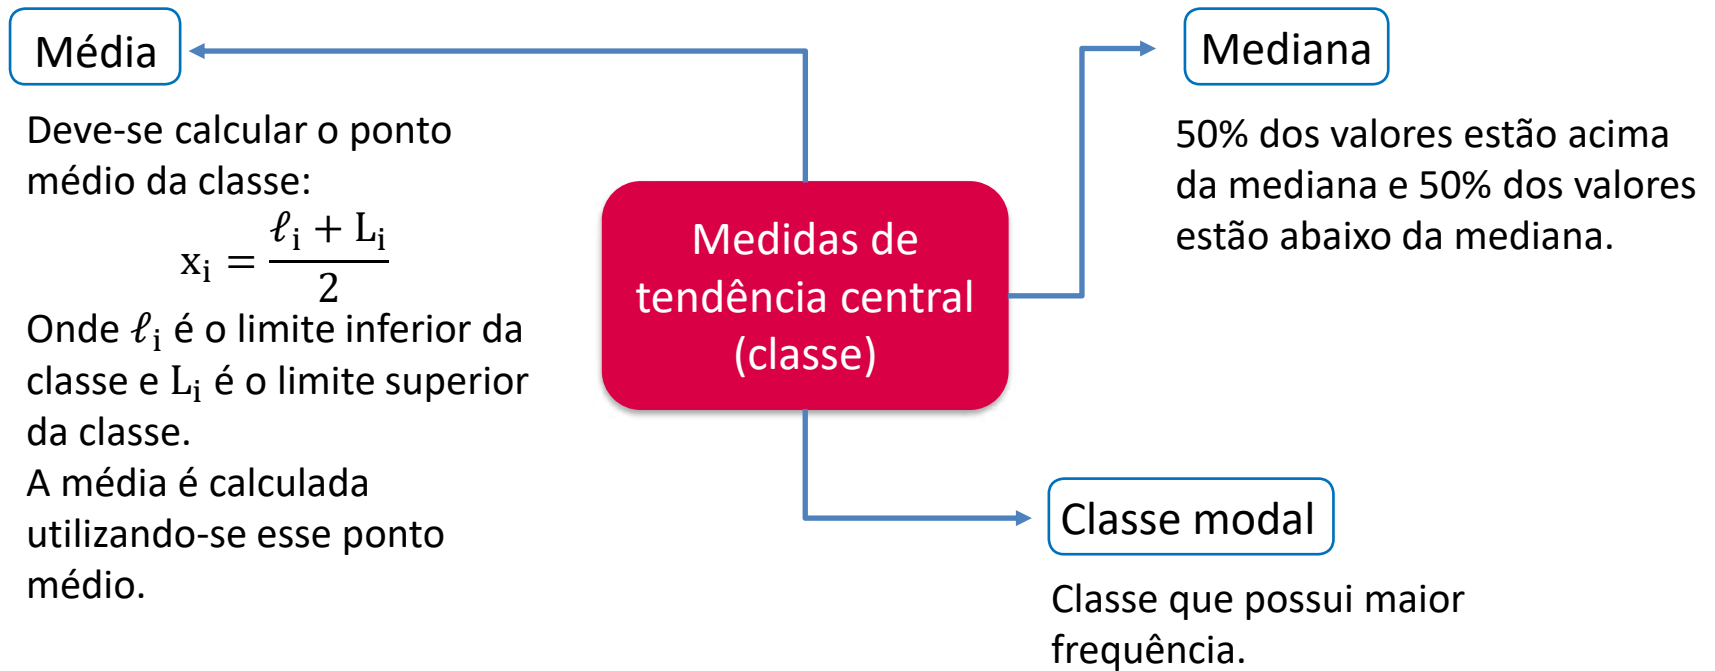 Média
Deve-se calcular o ponto
médio da classe:
xᵢ = (ℓᵢ + Lᵢ) / 2
Onde ℓᵢ é o limite inferior da
classe e Lᵢ é o limite superior
da classe.
A média é calculada
utilizando-se esse ponto
médio.
Medidas de
tendência central
(classe)
Mediana
50% dos valores estão acima
da mediana e 50% dos valores
estão abaixo da mediana.
Classe modal
Classe que possui maior
frequência.